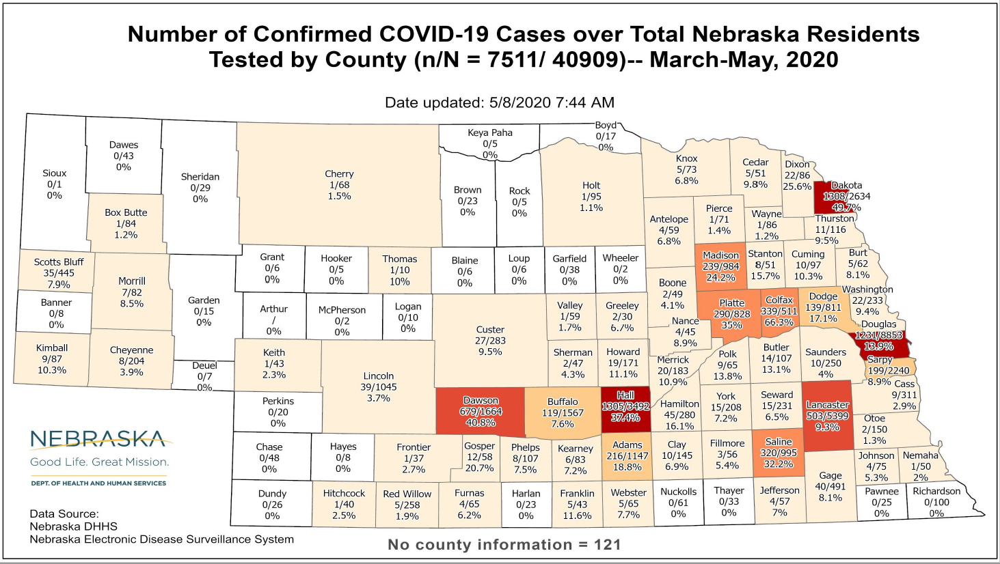 Number of Confirmed COVID-19 Cases over Total Nebraska Residents
Tested by County (n/N = 7511/ 40909)-- March-May, 2020
Date updated: 5/8/2020 7:44 AM
Sioux
0/1
0%
Dawes
0/43
0%
Sheridan
0/29
0%
Box Butte
1/84
1.2%
Cherry
1/68
1.5%
Keya Paha
0/5
0%
Boyd
0/17
0%
Brown
0/23
0%
Rock
0/5
0%
Holt
1/95
1.1%
Knox
5/73
6.8%
Cedar
5/51
9.8%
Dixon
22/86
25.6%
Dakota
1308/2634
49.7%
Antelope
4/59
6.8%
Pierce
1/71
1.4%
Wayne
1/86
1.2%
Thurston
11/116
9.5%
Scotts Bluff
35/445
7.9%
Morrill
7/82
8.5%
Banner
0/8
0%
Garden
0/15
0%
Kimball
9/87
10.3%
Cheyenne
8/204
3.9%
Deuel
0/7
0%
Grant
0/6
0%
Hooker
0/5
0%
Thomas
1/10
10%
Blaine
0/6
0%
Loup
0/6
0%
Garfield
0/38
0%
Wheeler
0/2
0%
Madison
239/984
24.2%
Stanton
8/51
15.7%
Cuming
10/97
10.3%
Burt
5/62
8.1%
Arthur
/
0%
McPherson
0/2
0%
Logan
0/10
0%
Custer
27/283
9.5%
Valley
1/59
1.7%
Greeley
2/30
6.7%
Boone
2/49
4.1%
Nance
4/45
8.9%
Platte
290/828
35%
Colfax
339/511
66.3%
Dodge
139/811
17.1%
Washington
22/233
9.4%
Douglas
1231/8853
13.9%
Sarpy
199/2240
8.9%
Keith
1/43
2.3%
Lincoln
39/1045
3.7%
Sherman
2/47
4.3%
Howard
19/171
11.1%
Merrick
20/183
10.9%
Polk
9/65
13.8%
Butler
14/107
13.1%
Saunders
10/250
4%
Cass
9/311
2.9%
Perkins
0/20
0%
Dawson
679/1664
40.8%
Buffalo
119/1567
7.6%
Hall
1305/3492
37.4%
Hamilton
45/280
16.1%
York
15/208
7.2%
Seward
15/231
6.5%
Lancaster
503/5399
9.3%
Otoe
2/150
1.3%
Chase
0/48
0%
Hayes
0/8
0%
Frontier
1/37
2.7%
Gosper
12/58
20.7%
Phelps
8/107
7.5%
Kearney
6/83
7.2%
Adams
216/1147
18.8%
Clay
10/145
6.9%
Fillmore
3/56
5.4%
Saline
320/995
32.2%
Gage
40/491
8.1%
Johnson
4/75
5.3%
Nemaha
1/50
2%
Dundy
0/26
0%
Hitchcock
1/40
2.5%
Red Willow
5/258
1.9%
Furnas
4/65
6.2%
Harlan
0/23
0%
Franklin
5/43
11.6%
Webster
5/65
7.7%
Nuckolls
0/61
0%
Thayer
0/33
0%
Jefferson
4/57
7%
Pawnee
0/25
0%
Richardson
0/100
0%
NEBRASKA
Good Life. Great Mission.
DEPT. OF HEALTH AND HUMAN SERVICES
Data Source:
Nebraska DHHS
Nebraska Electronic Disease Surveillance System
No county information = 121